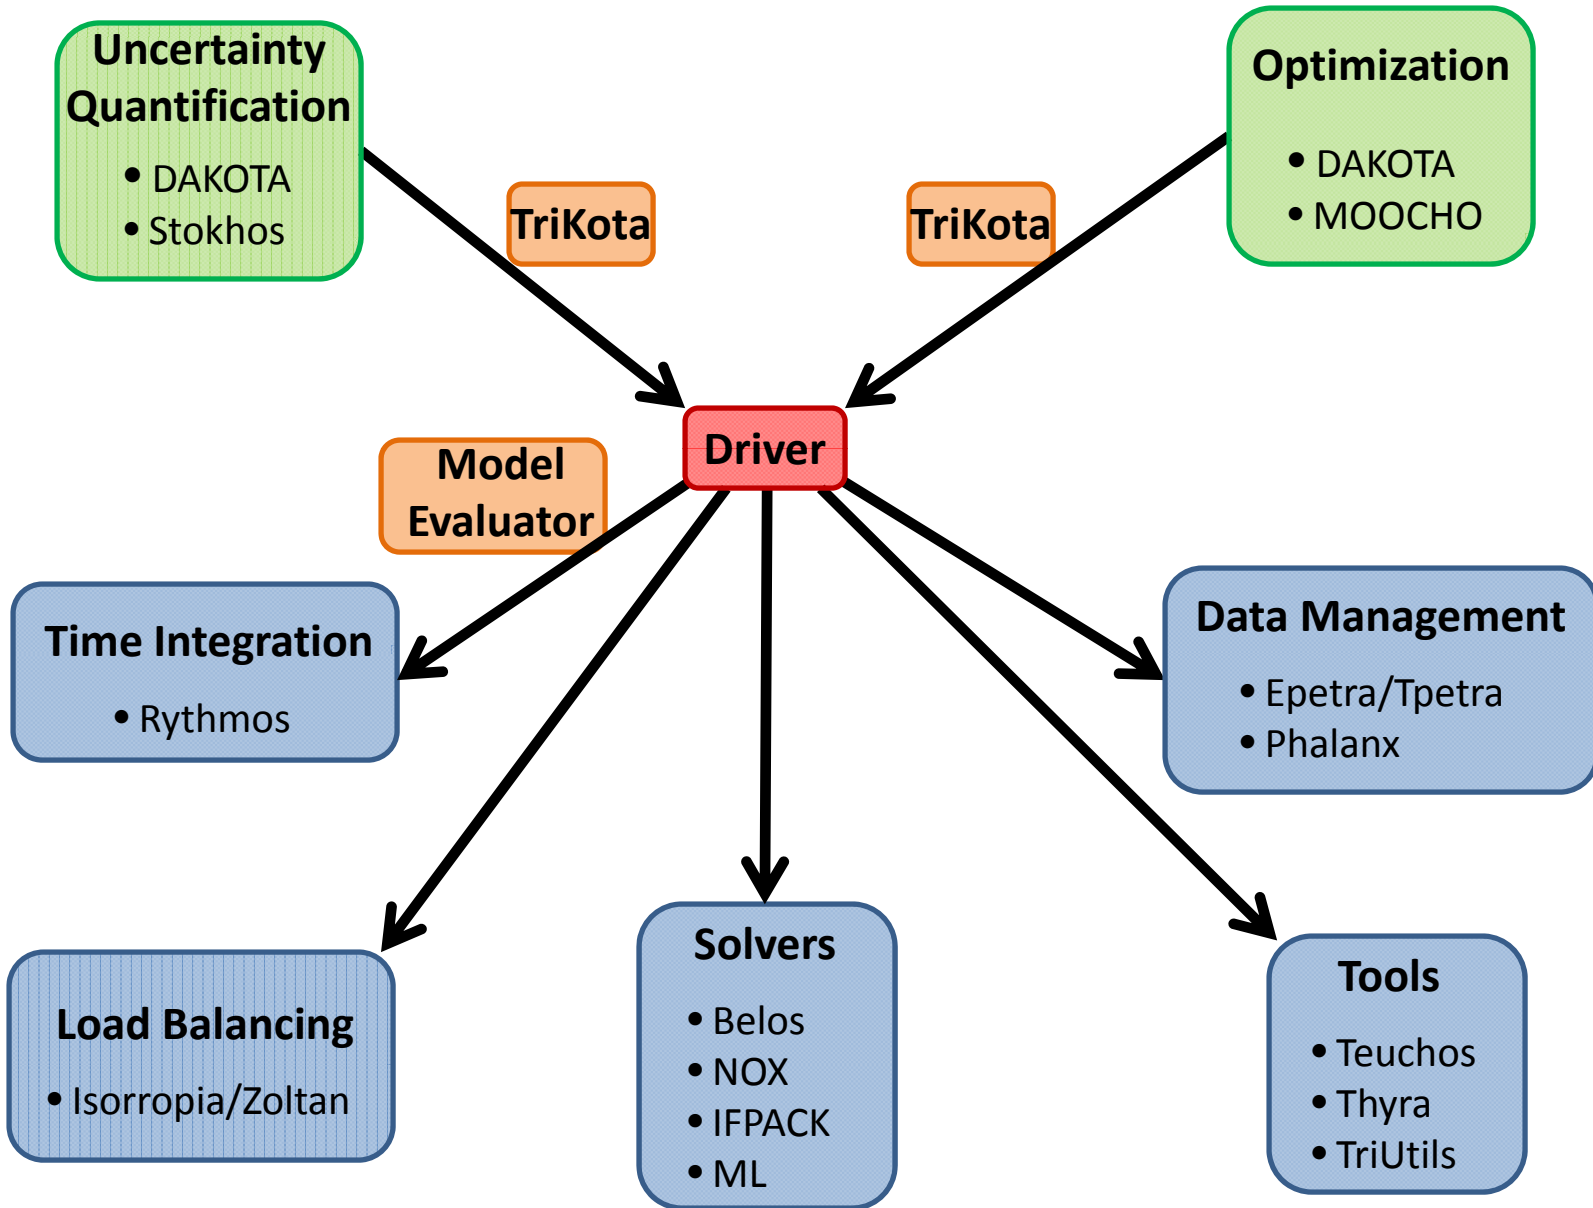 Uncertainty
Quantification
• DAKOTA
• Stokhos
Optimization
• DAKOTA
• MOOCHO
TriKota
TriKota
Driver
Model
Evaluator
Time Integration
• Rythmos
Data Management
• Epetra/Tpetra
• Phalanx
Load Balancing
• Isorropia/Zoltan
Solvers
• Belos
• NOX
• IFPACK
• ML
Tools
• Teuchos
• Thyra
• TriUtils